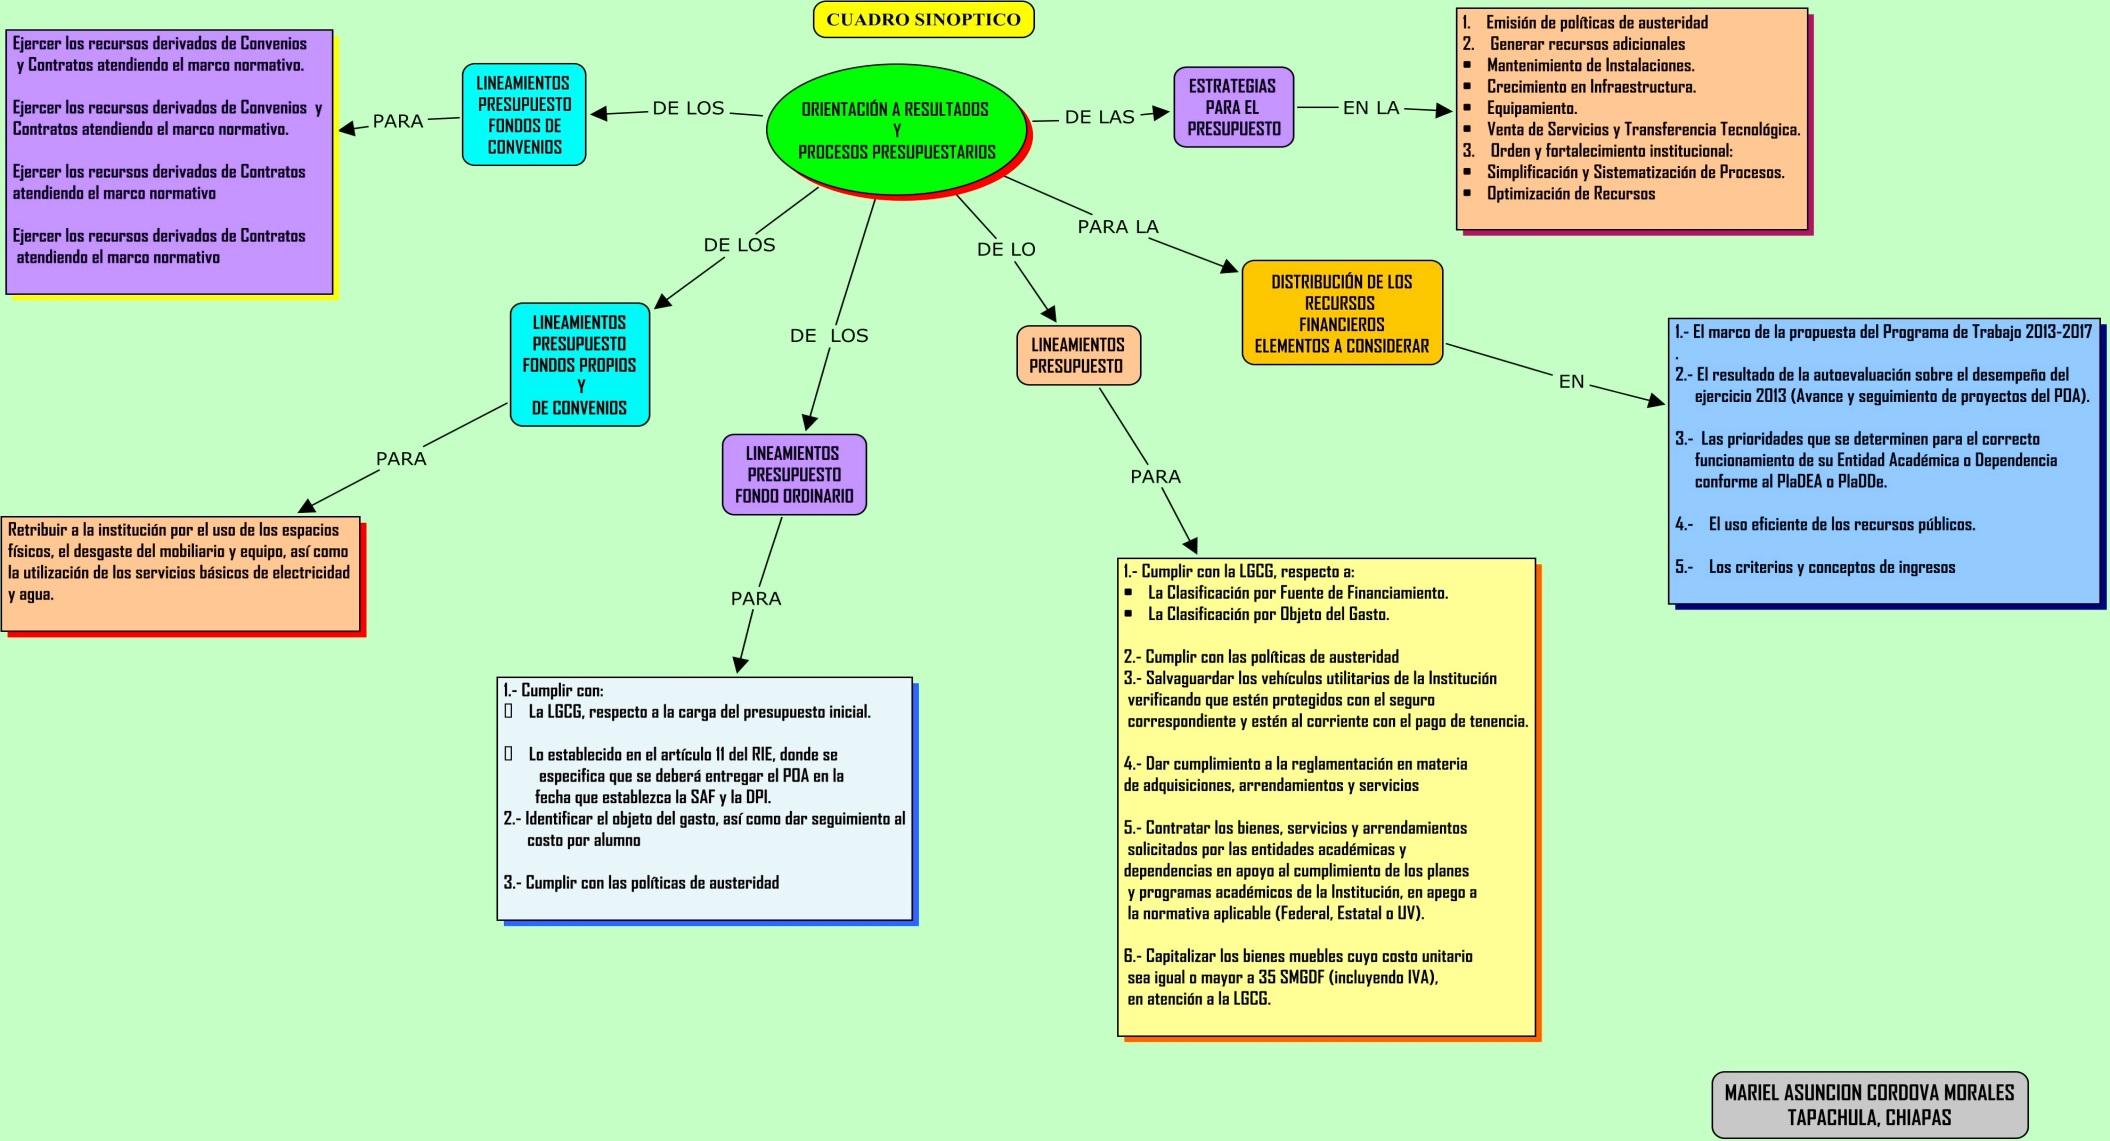 CUADRO SINOPTICO
ORIENTACIÓN A RESULTADOS
Y
PROCESOS PRESUPUESTARIOS
DE LOS
LINEAMIENTOS
PRESUPUESTO
FONDOS DE
CONVENIOS
PARA
Ejercer los recursos derivados de Convenios
y Contratos atendiendo el marco normativo.
Ejercer los recursos derivados de Convenios y
Contratos atendiendo el marco normativo.
Ejercer los recursos derivados de Contratos
atendiendo el marco normativo
Ejercer los recursos derivados de Contratos
atendiendo el marco normativo
DE LAS
ESTRATEGIAS
PARA EL
PRESUPUESTO
EN LA
1. Emisión de políticas de austeridad
2. Generar recursos adicionales
▪ Mantenimiento de Instalaciones.
▪ Crecimiento en Infraestructura.
▪ Equipamiento.
▪ Venta de Servicios y Transferencia Tecnológica.
3. Orden y fortalecimiento institucional:
▪ Simplificación y Sistematización de Procesos.
▪ Optimización de Recursos
DE LOS
LINEAMIENTOS
PRESUPUESTO
FONDOS PROPIOS
Y
DE CONVENIOS
PARA
Retribuir a la institución por el uso de los espacios
físicos, el desgaste del mobiliario y equipo, así como
la utilización de los servicios básicos de electricidad
y agua.
DE LOS
LINEAMIENTOS
PRESUPUESTO
FONDO ORDINARIO
PARA
1.- Cumplir con:
▯ La LGCG, respecto a la carga del presupuesto inicial.
▯ Lo establecido en el artículo 11 del RIE, donde se
especifica que se deberá entregar el POA en la
fecha que establezca la SAF y la DPI.
2.- Identificar el objeto del gasto, así como dar seguimiento al
costo por alumno
3.- Cumplir con las políticas de austeridad
DE LO
LINEAMIENTOS
PRESUPUESTO
PARA
1.- Cumplir con la LGCG, respecto a:
▪ La Clasificación por Fuente de Financiamiento.
▪ La Clasificación por Objeto del Gasto.
2.- Cumplir con las políticas de austeridad
3.- Salvaguardar los vehículos utilitarios de la Institución
verificando que estén protegidos con el seguro
correspondiente y estén al corriente con el pago de tenencia.
4.- Dar cumplimiento a la reglamentación en materia
de adquisiciones, arrendamientos y servicios
5.- Contratar los bienes, servicios y arrendamientos
solicitados por las entidades académicas y
dependencias en apoyo al cumplimiento de los planes
y programas académicos de la Institución, en apego a
la normativa aplicable (Federal, Estatal o UV).
6.- Capitalizar los bienes muebles cuyo costo unitario
sea igual o mayor a 35 SMGDF (incluyendo IVA),
en atención a la LGCG.
PARA LA
DISTRIBUCIÓN DE LOS
RECURSOS
FINANCIEROS
ELEMENTOS A CONSIDERAR
EN
1.- El marco de la propuesta del Programa de Trabajo 2013-2017
.
2.- El resultado de la autoevaluación sobre el desempeño del
ejercicio 2013 (Avance y seguimiento de proyectos del POA).
3.- Las prioridades que se determinen para el correcto
funcionamiento de su Entidad Académica o Dependencia
conforme al PlaDEA o PlaDDe.
4.- El uso eficiente de los recursos públicos.
5.- Los criterios y conceptos de ingresos
MARIEL ASUNCION CORDOVA MORALES
TAPACHULA, CHIAPAS